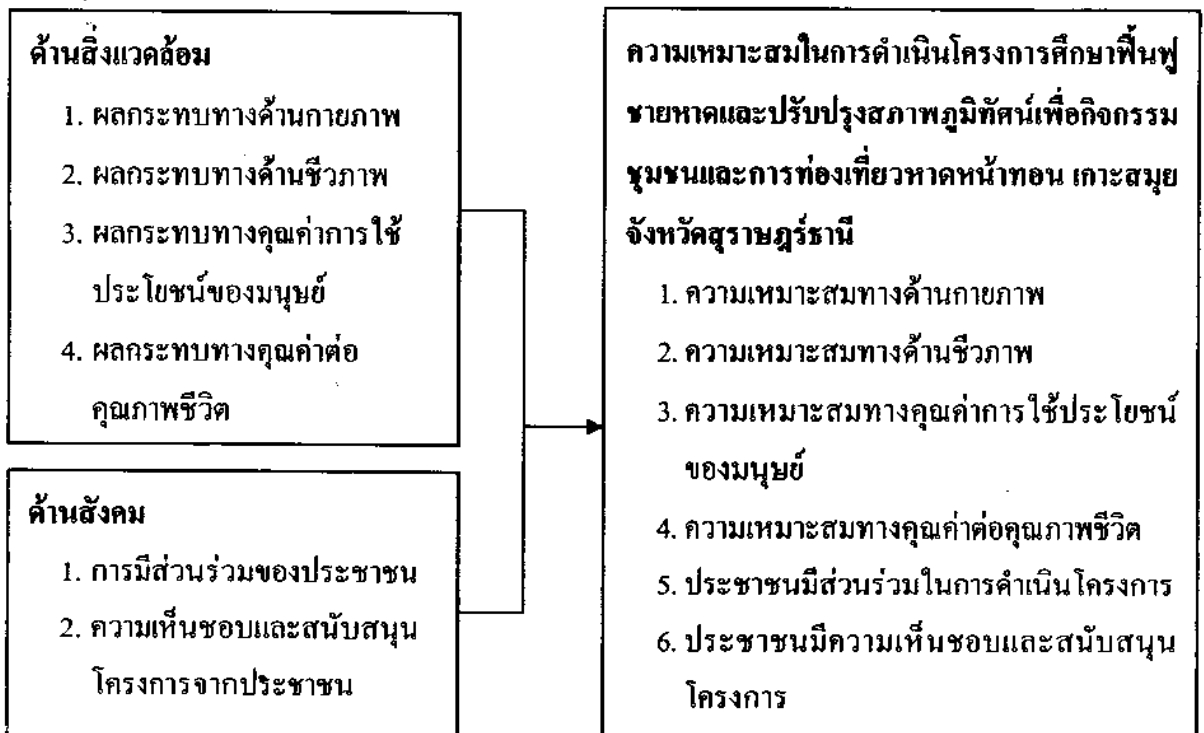 ด้านสิ่งแวดล้อม
1. ผลกระทบทางด้านกายภาพ
2. ผลกระทบทางด้านชีวภาพ
3. ผลกระทบทางคุณค่าการใช้
ประโยชน์ของมนุษย์
4. ผลกระทบทางคุณค่าต่อ
คุณภาพชีวิต
ด้านสังคม
1. การมีส่วนร่วมของประชาชน
2. ความเห็นชอบและสนับสนุน
โครงการจากประชาชน
ความเหมาะสมในการดำเนินโครงการศึกษาฟื้นฟู
ชายหาดและปรับปรุงสภาพภูมิทัศน์เพื่อกิจกรรม
ชุมชนและการท่องเที่ยวหาดหน้าทอน เกาะสมุย
จังหวัดสุราษฎร์ธานี
1. ความเหมาะสมทางด้านกายภาพ
2. ความเหมาะสมทางด้านชีวภาพ
3. ความเหมาะสมทางคุณค่าการใช้ประโยชน์
ของมนุษย์
4. ความเหมาะสมทางคุณค่าต่อคุณภาพชีวิต
5. ประชาชนมีส่วนร่วมในการดำเนินโครงการ
6. ประชาชนมีความเห็นชอบและสนับสนุน
โครงการ